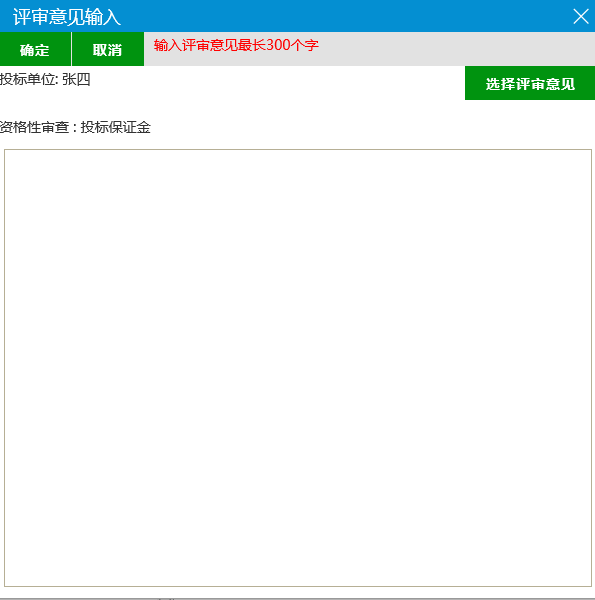 评审意见输入
确定 取消 输入评审意见最长300个字
投标单位: 张四 选择评审意见
资格性审查 : 投标保证金